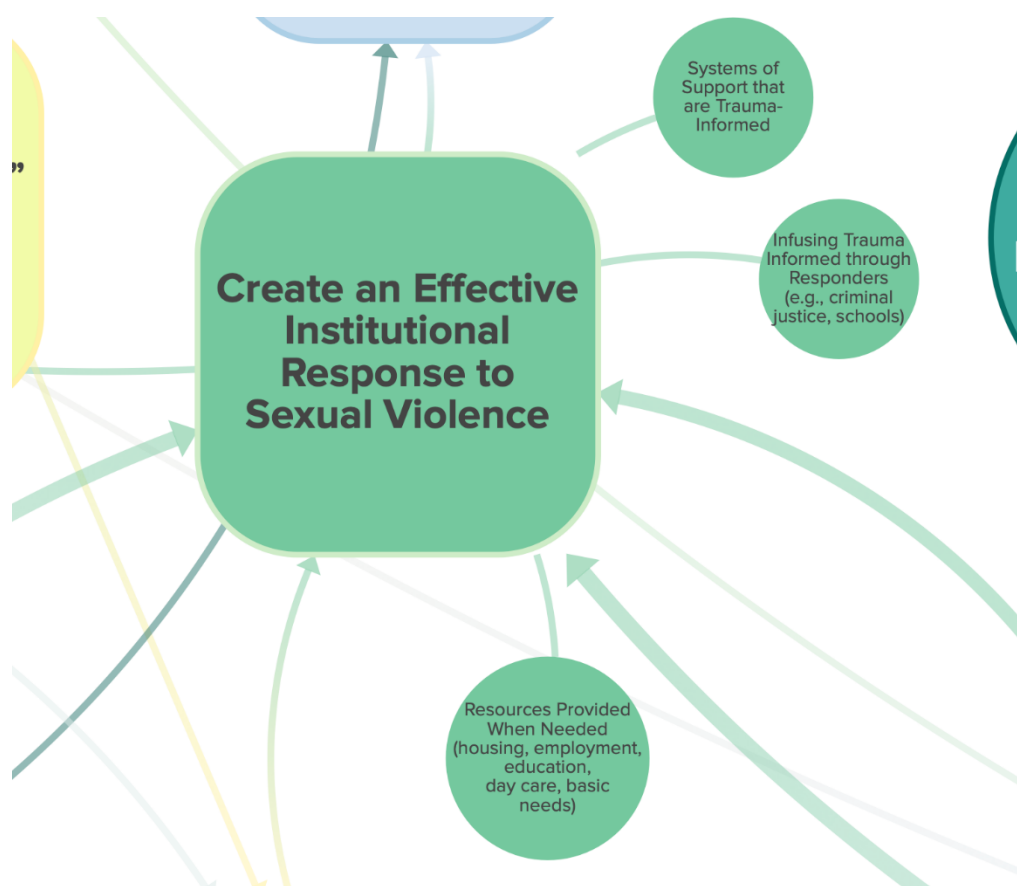 Systems of
Support that
are Trauma-
Informed
”
Infusing Trauma
Informed through
Responders
(e.g., criminal
justice, schools)
Create an Effective
Institutional
Response to
Sexual Violence
Resources Provided
When Needed
(housing, employment,
education,
day care, basic
needs)